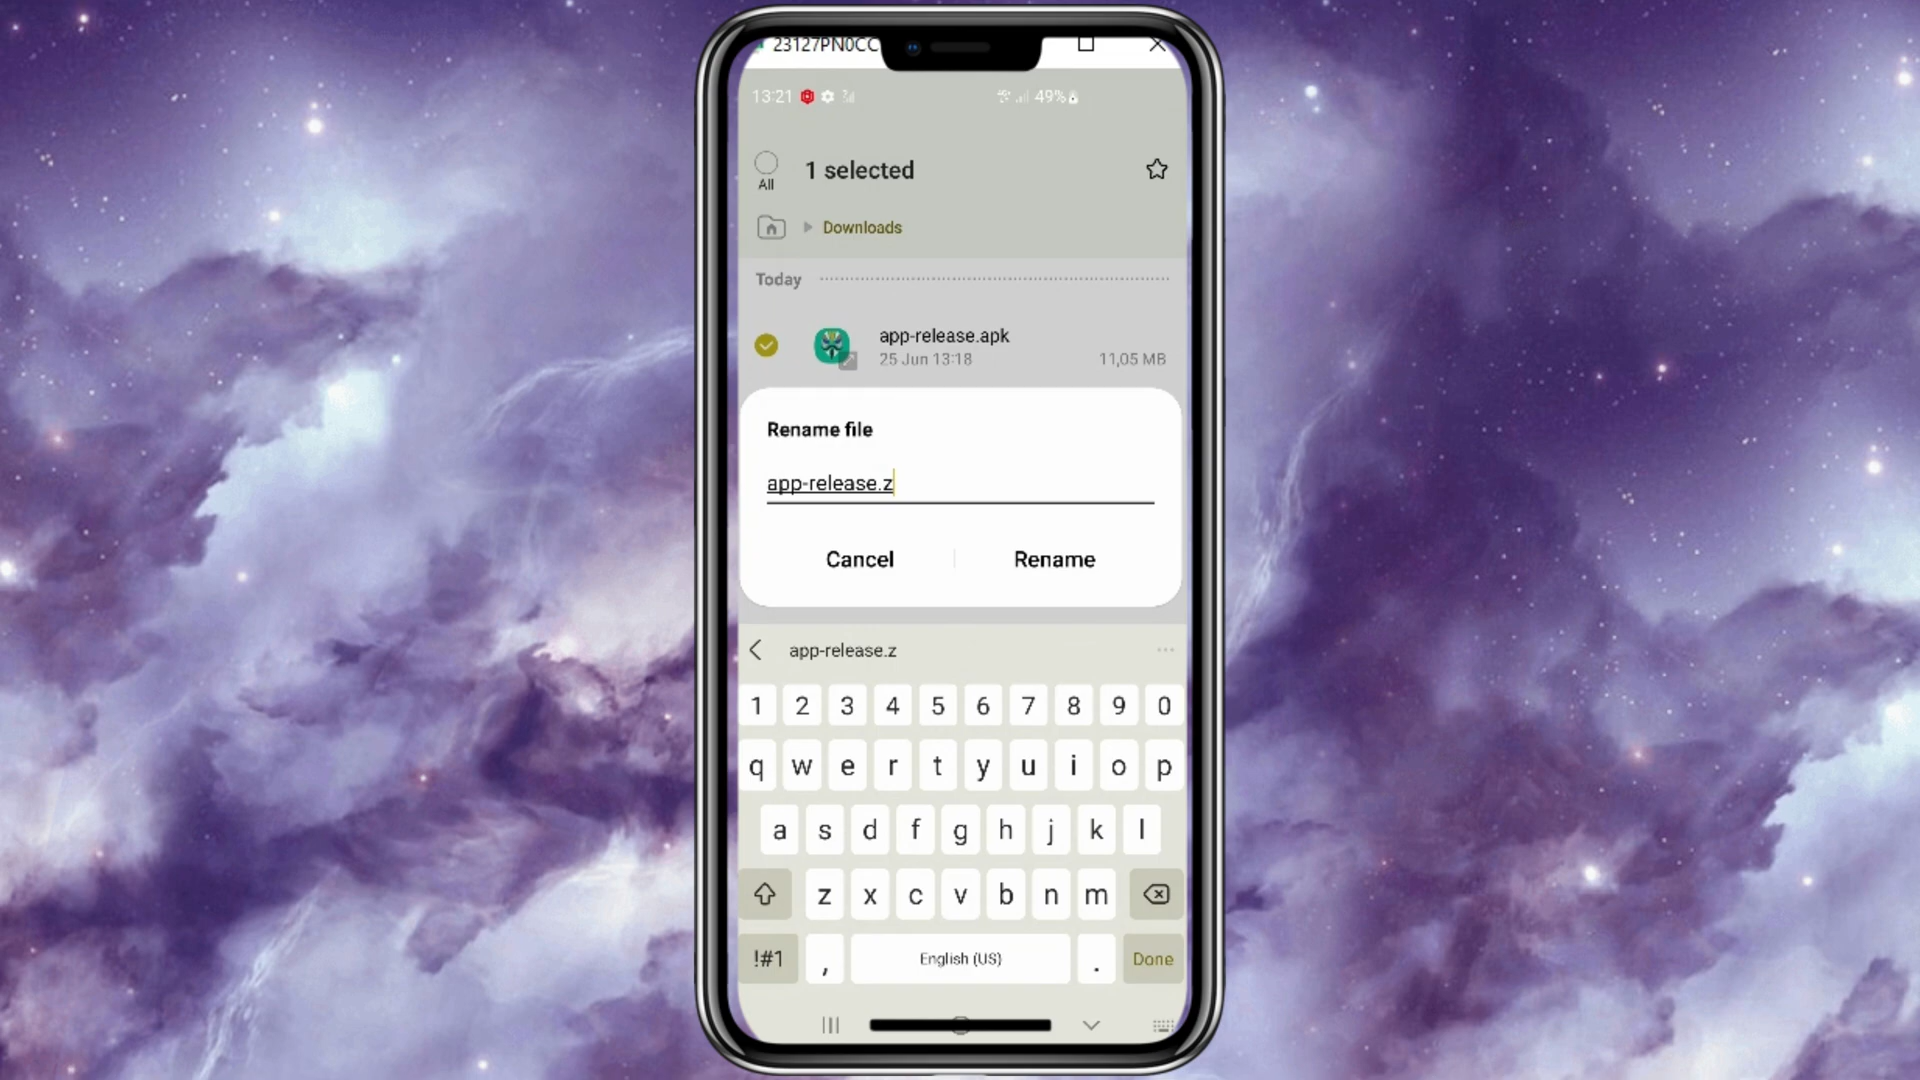 23127PN0CC
13:21
49%
1 selected
All
Downloads
Today
app-release.apk
25 Jun 13:18
11,05 MB
Rename file
app-release.z
Cancel
Rename
app-release.z
1 2 3 4 5 6 7 8 9 0
q w e r t y u i o p
a s d f g h j k l
z x c v b n m
!#1 , English (US) . Done